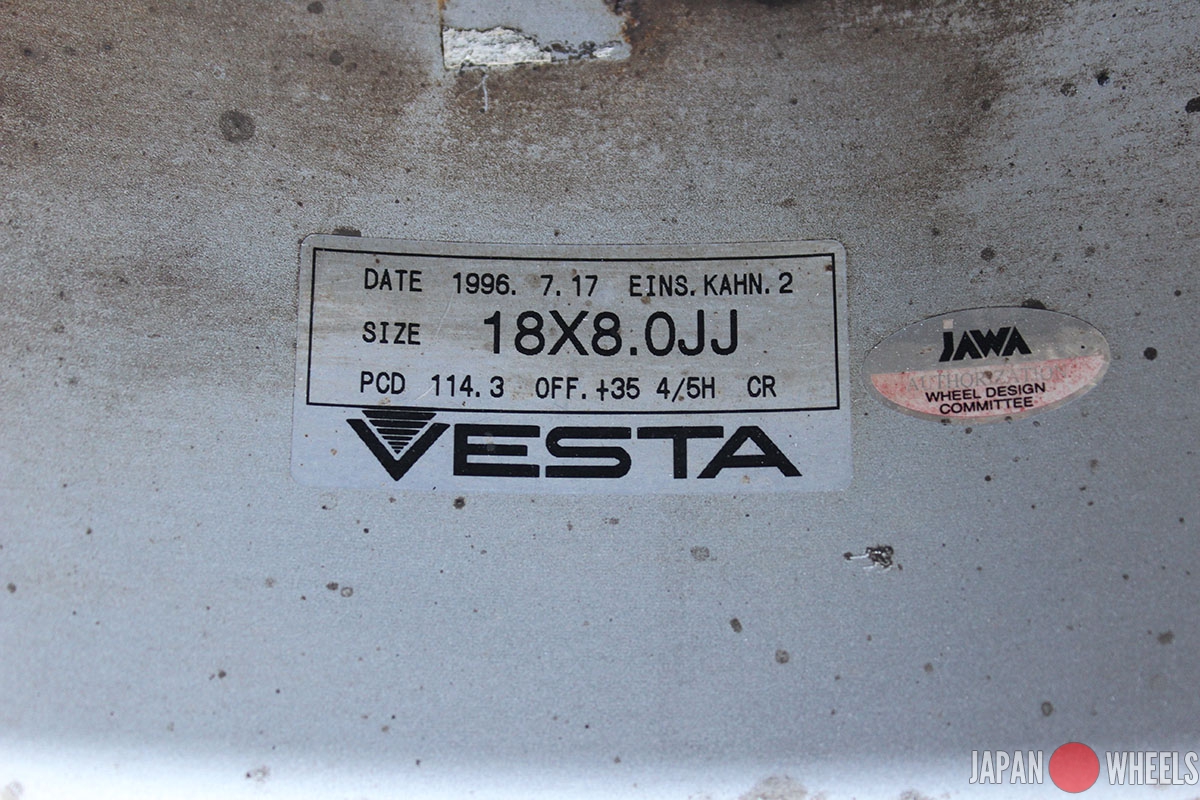 DATE 1996. 7.17 EINS.KAHN.2
SIZE 18X8.0JJ
PCD 114.3 OFF.+35 4/5H CR
VESTA
JAWA
AUTHORIZATION
WHEEL DESIGN
COMMITTEE
JAPAN WHEELS